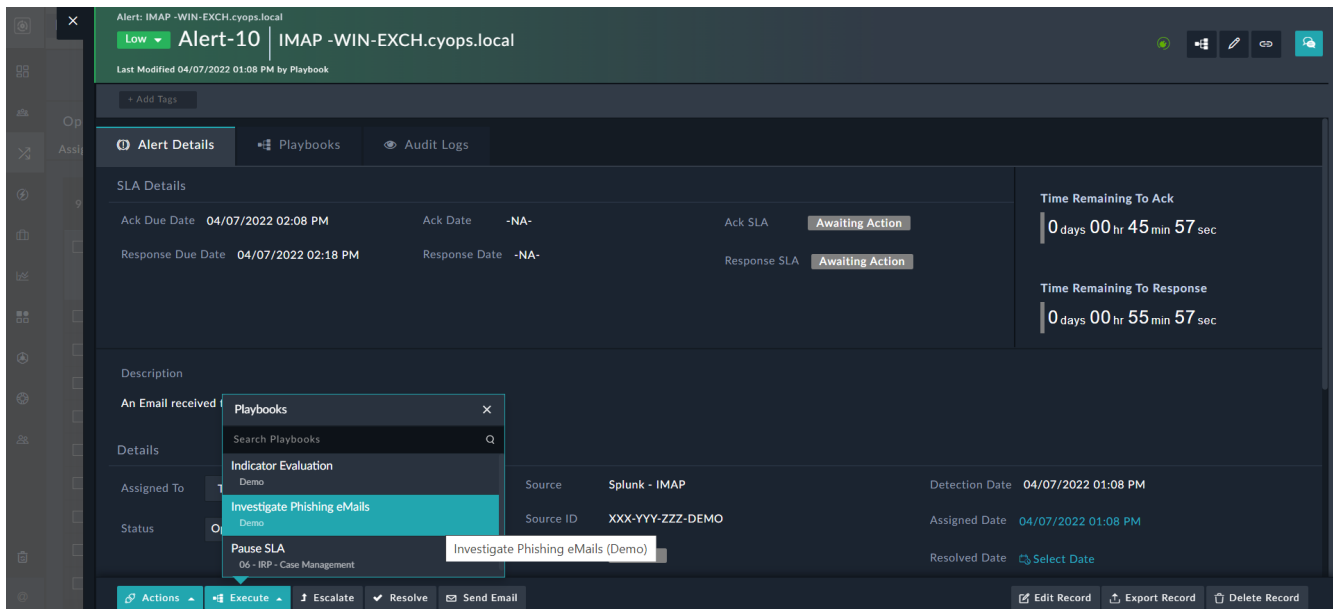 Alert: IMAP -WIN-EXCH.cyops.local
Low Alert-10 IMAP -WIN-EXCH.cyops.local
Last Modified 04/07/2022 01:08 PM by Playbook
+ Add Tags
Op
Assi
9
Alert Details Playbooks Audit Logs
SLA Details
Ack Due Date 04/07/2022 02:08 PM Ack Date -NA- Ack SLA Awaiting Action
Response Due Date 04/07/2022 02:18 PM Response Date -NA- Response SLA Awaiting Action
Time Remaining To Ack
0 days 00 hr 45 min 57 sec
Time Remaining To Response
0 days 00 hr 55 min 57 sec
Description
An Email received
Playbooks
Search Playbooks
Indicator Evaluation
Demo
Investigate Phishing eMails
Demo
Pause SLA
06 - IRP - Case Management
Investigate Phishing eMails (Demo)
Details
Assigned To
Status
Source Splunk - IMAP
Source ID XXX-YYY-ZZZ-DEMO
Detection Date 04/07/2022 01:08 PM
Assigned Date 04/07/2022 01:08 PM
Resolved Date Select Date
Actions Execute Escalate Resolve Send Email Edit Record Export Record Delete Record